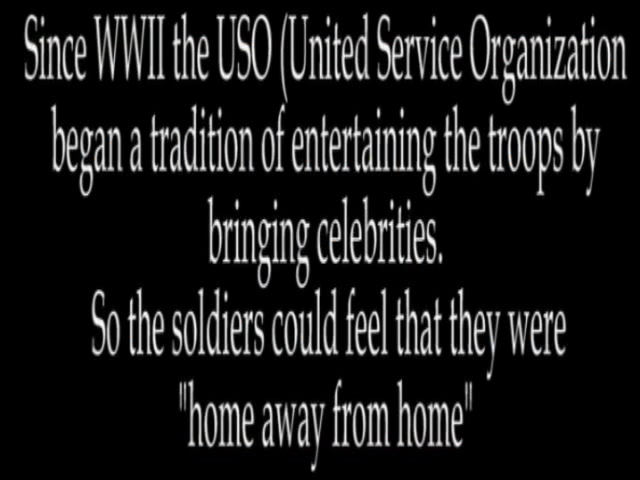 Since WWII the USO (United Service Organization
began a tradition of entertaining the troops by
bringing celebrities.
So the soldiers could feel that they were
"home away from home"